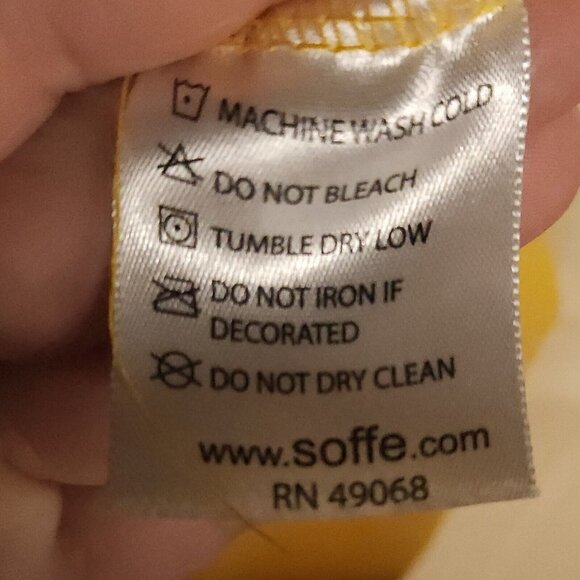 MACHINE WASH COLD
DO NOT BLEACH
TUMBLE DRY LOW
DO NOT IRON IF
DECORATED
DO NOT DRY CLEAN
www.soffe.com
RN 49068